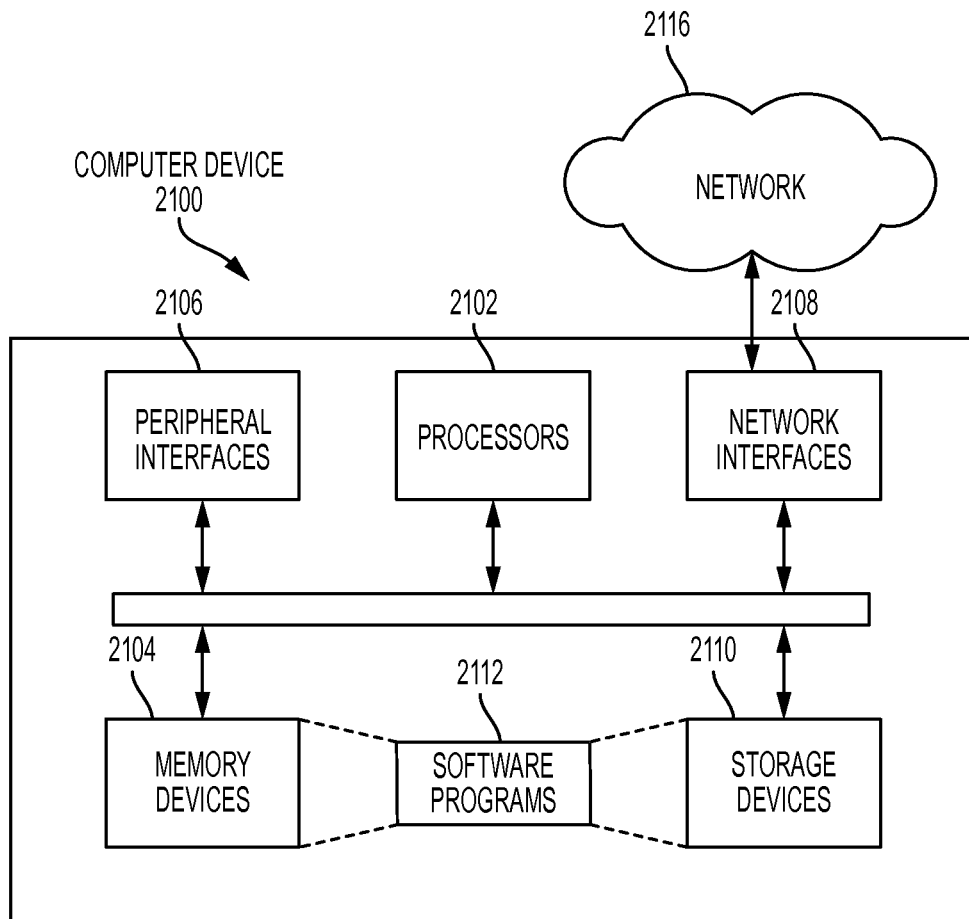 2116
COMPUTER DEVICE
2100
NETWORK
2106
2102
2108
PERIPHERAL
INTERFACES
PROCESSORS
NETWORK
INTERFACES
2104
2112
2110
MEMORY
DEVICES
SOFTWARE
PROGRAMS
STORAGE
DEVICES